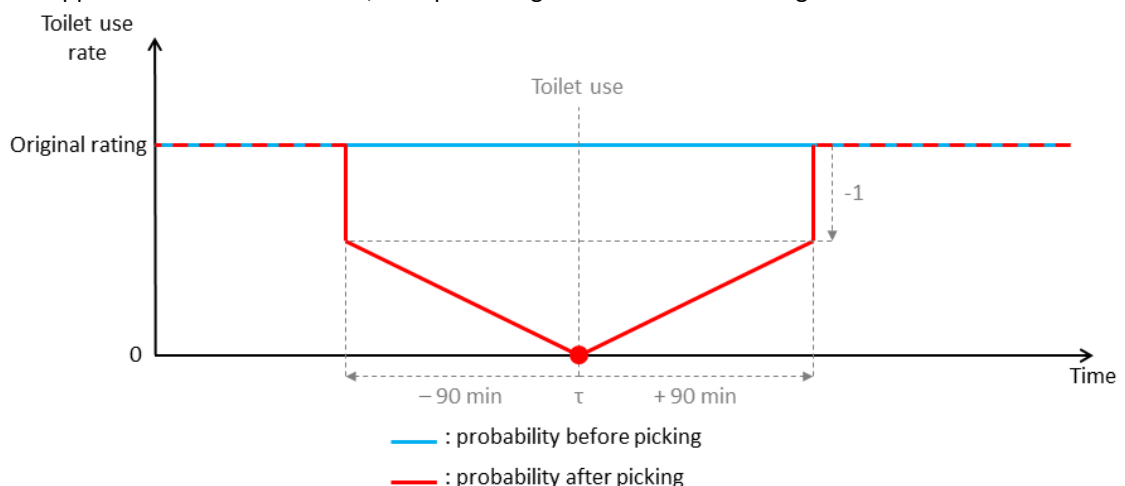 Toilet use
rate
Toilet use
Original rating
-1
0
Time
– 90 min τ + 90 min
: probability before picking
: probability after picking